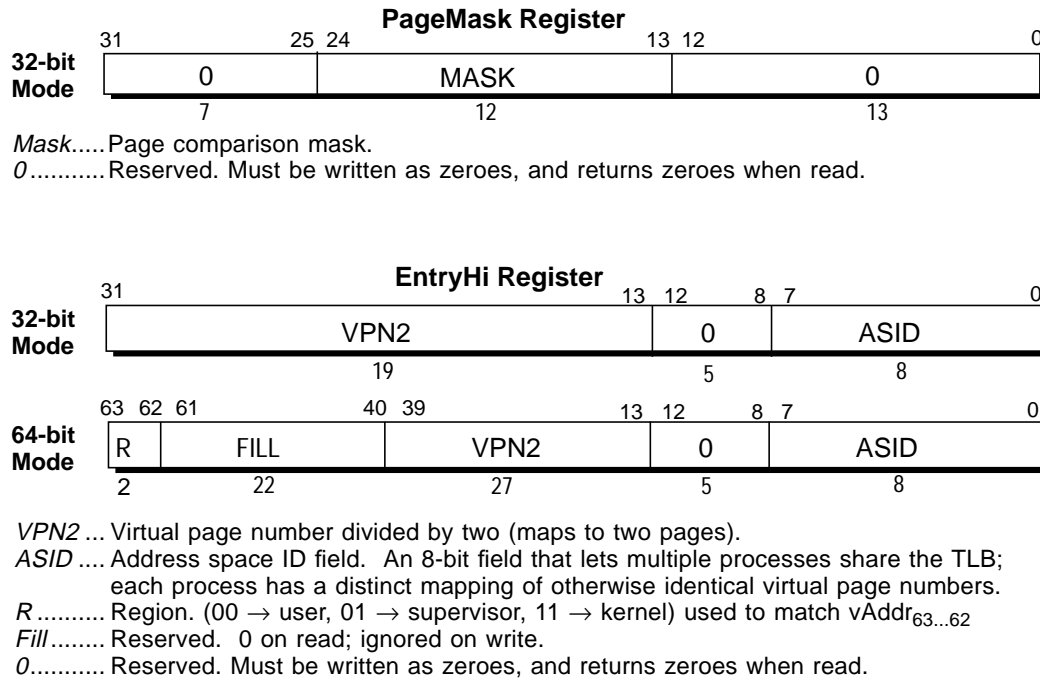 PageMask Register
31 25 24 13 12 0
32-bit Mode 0 MASK 0
7 12 13
Mask.....Page comparison mask.
0...........Reserved. Must be written as zeroes, and returns zeroes when read.
EntryHi Register
31 13 12 8 7 0
32-bit Mode VPN2 0 ASID
19 5 8
63 62 61 40 39 13 12 8 7 0
64-bit Mode R FILL VPN2 0 ASID
2 22 27 5 8
VPN2 ... Virtual page number divided by two (maps to two pages).
ASID .... Address space ID field. An 8-bit field that lets multiple processes share the TLB;
each process has a distinct mapping of otherwise identical virtual page numbers.
R.......... Region. (00 → user, 01 → supervisor, 11 → kernel) used to match vAddr63...62
Fill........ Reserved. 0 on read; ignored on write.
0........... Reserved. Must be written as zeroes, and returns zeroes when read.